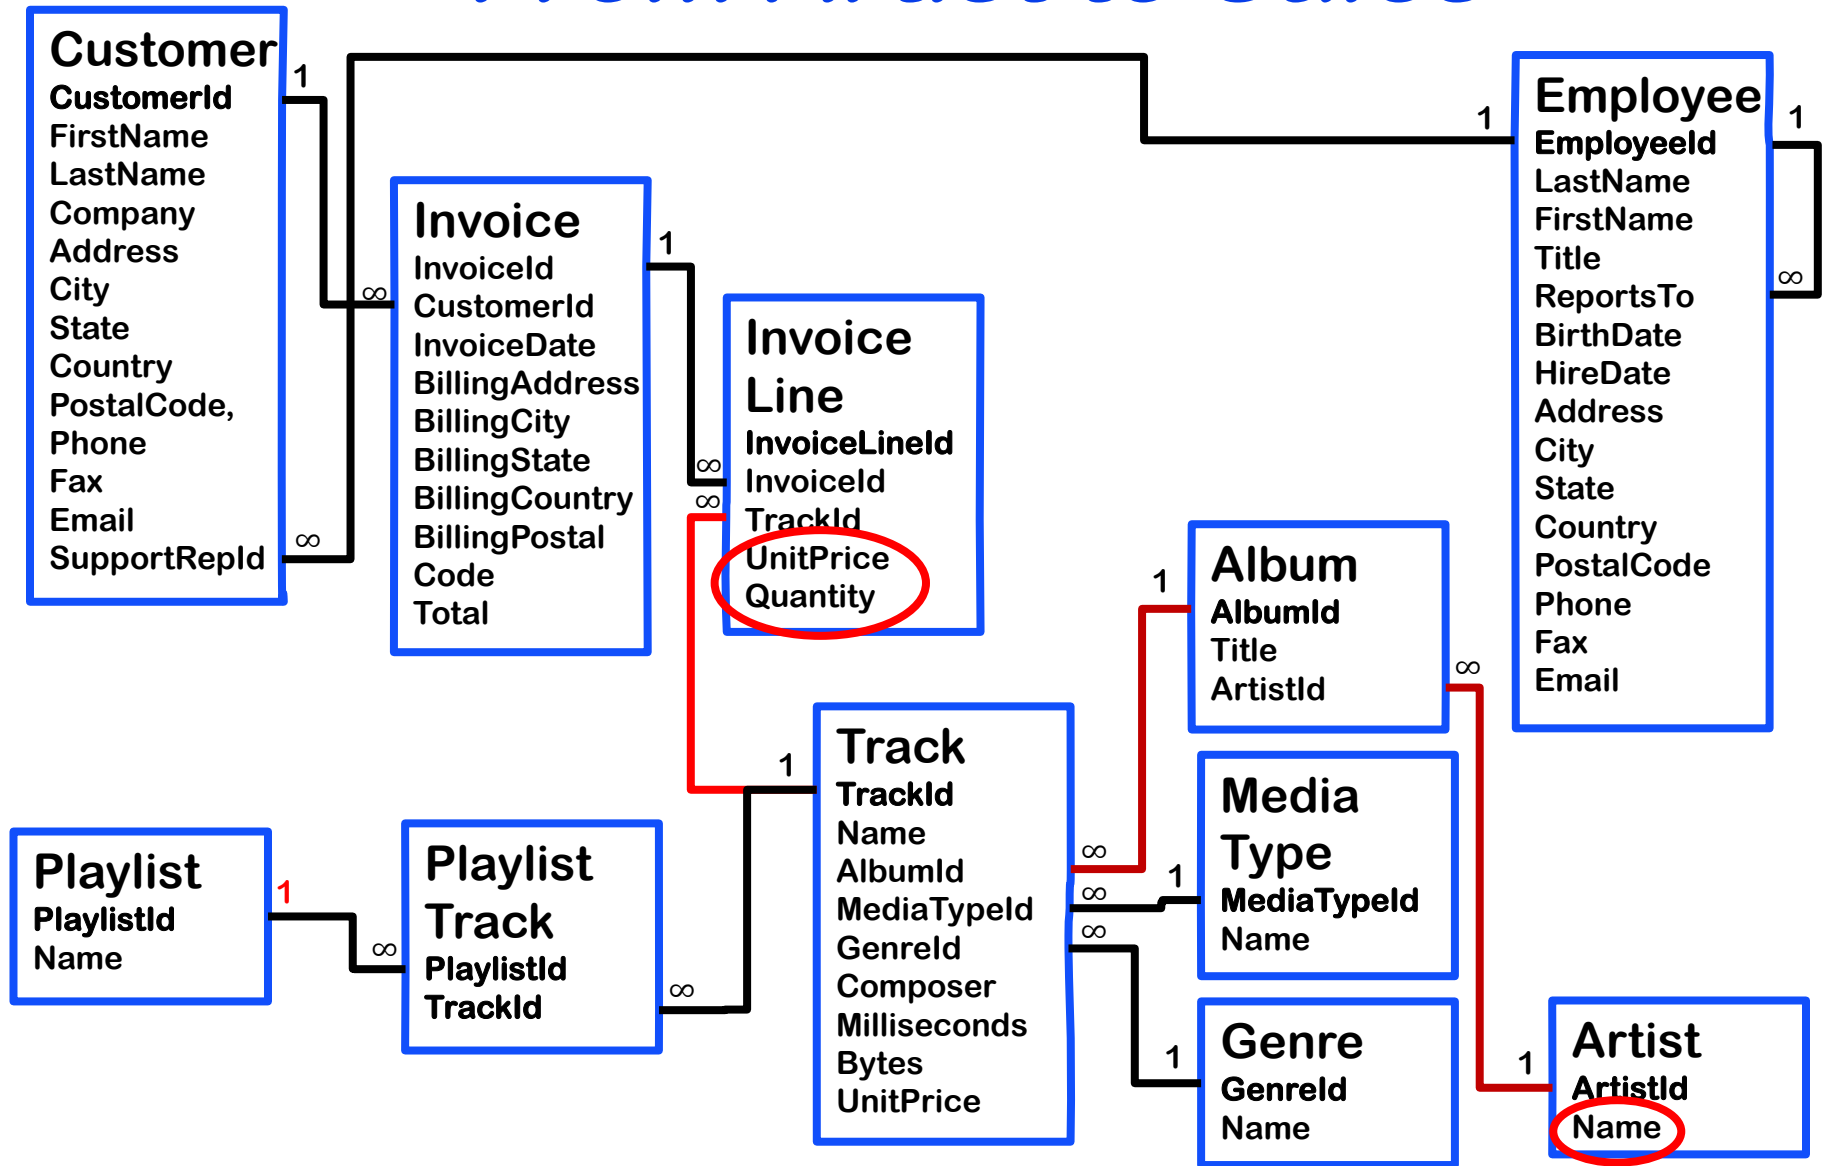 Customer
CustomerId
FirstName
LastName
Company
Address
City
State
Country
PostalCode,
Phone
Fax
Email
SupportRepId
1
∞
∞
Invoice
InvoiceId
CustomerId
InvoiceDate
BillingAddress
BillingCity
BillingState
BillingCountry
BillingPostal
Code
Total
1
∞
∞
Invoice
Line
InvoiceLineId
InvoiceId
TrackId
UnitPrice
Quantity
1
Employee
EmployeeId
LastName
FirstName
Title
ReportsTo
BirthDate
HireDate
Address
City
State
Country
PostalCode
Phone
Fax
Email
1
∞
1
Album
AlbumId
Title
ArtistId
∞
1
Track
TrackId
Name
AlbumId
MediaTypeId
GenreId
Composer
Milliseconds
Bytes
UnitPrice
∞
∞
∞
1
Media
Type
MediaTypeId
Name
Playlist
PlaylistId
Name
1
∞
Playlist
Track
PlaylistId
TrackId
∞
1
Genre
GenreId
Name
1
Artist
ArtistId
Name